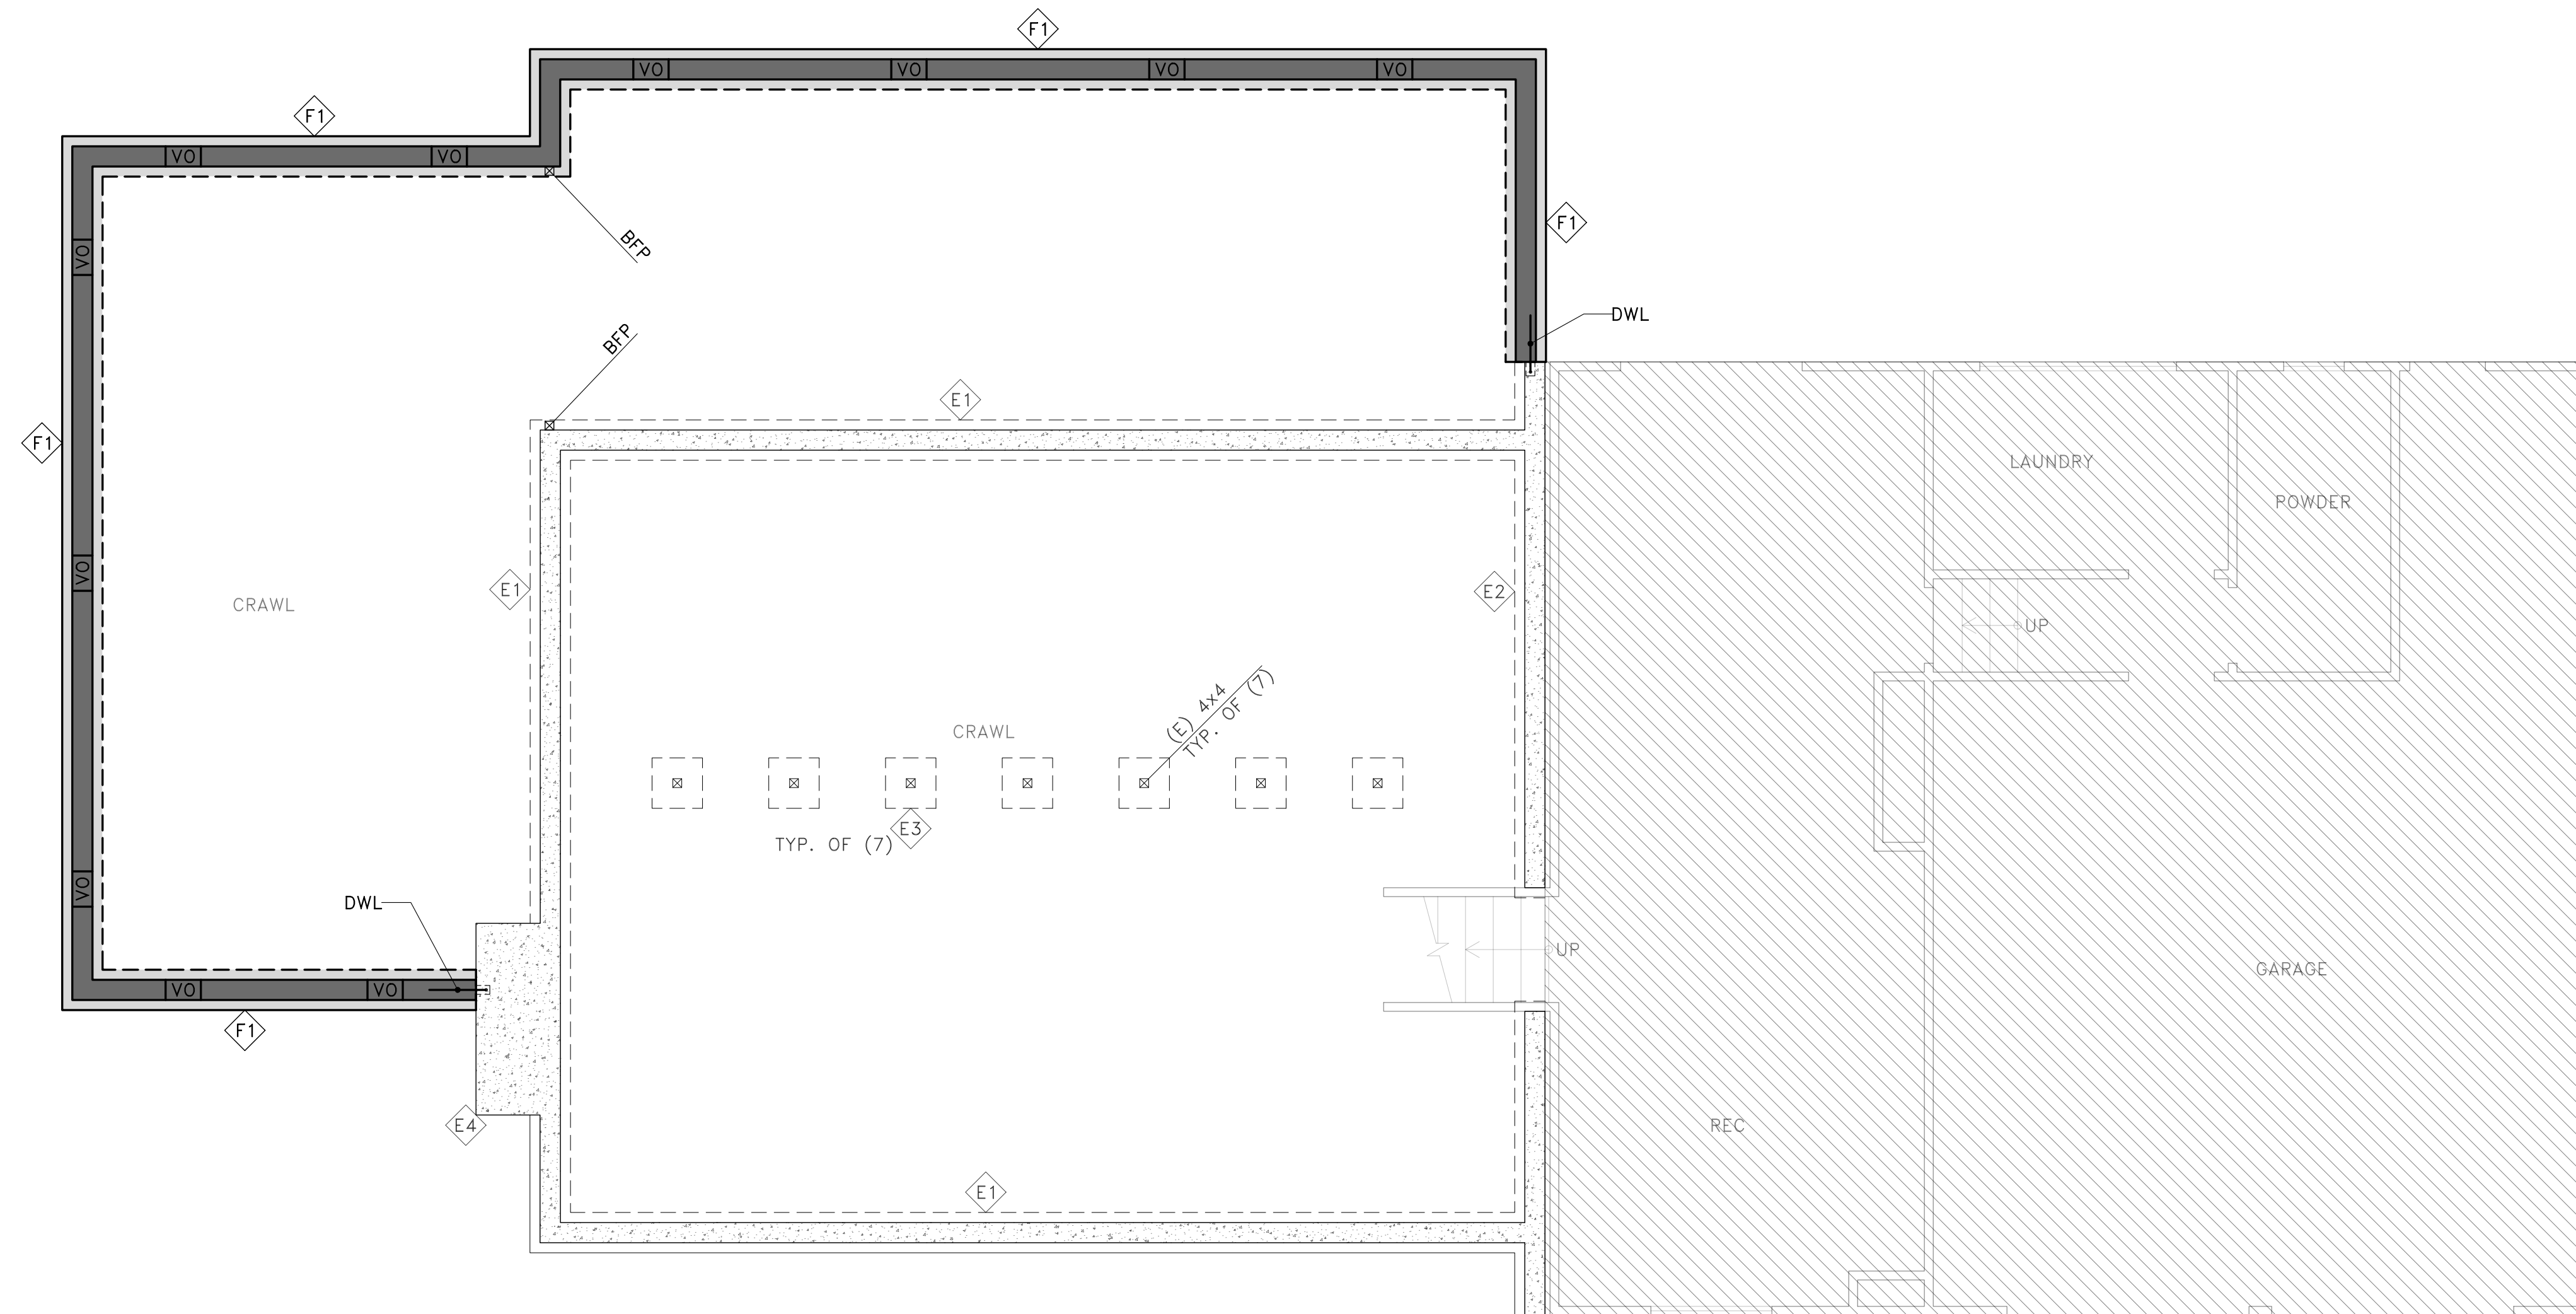 F1
VO VO VO VO
F1
VO VO
F1
BFP
VO
DWL
BFP
E1
F1
LAUNDRY
POWDER
VO
E1
E2
CRAWL
UP
(E) 4x4
TYP. OF (7)
CRAWL
E3
TYP. OF (7)
VO
DWL
UP
GARAGE
VO VO
F1
E4
REC
E1